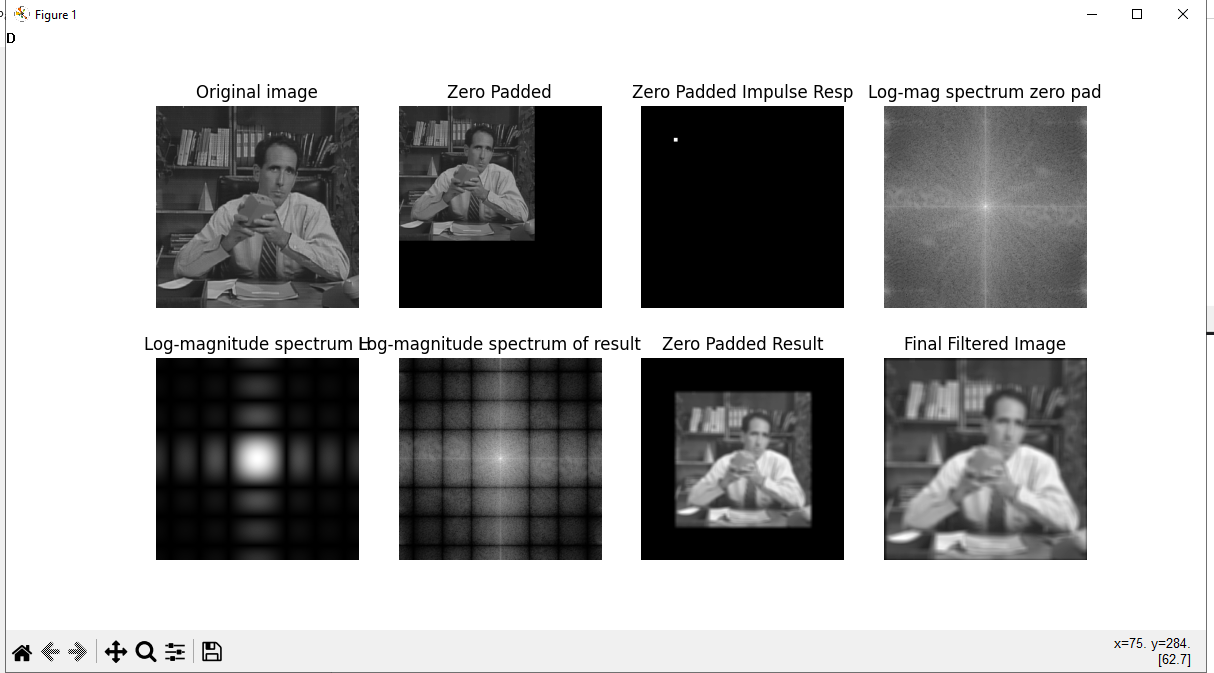 Figure 1
D
Original image
Zero Padded
Zero Padded Impulse Resp
Log-mag spectrum zero pad
Log-magnitude spectrum H
Log-magnitude spectrum of result
Zero Padded Result
Final Filtered Image
x=75. y=284.
[62.7]